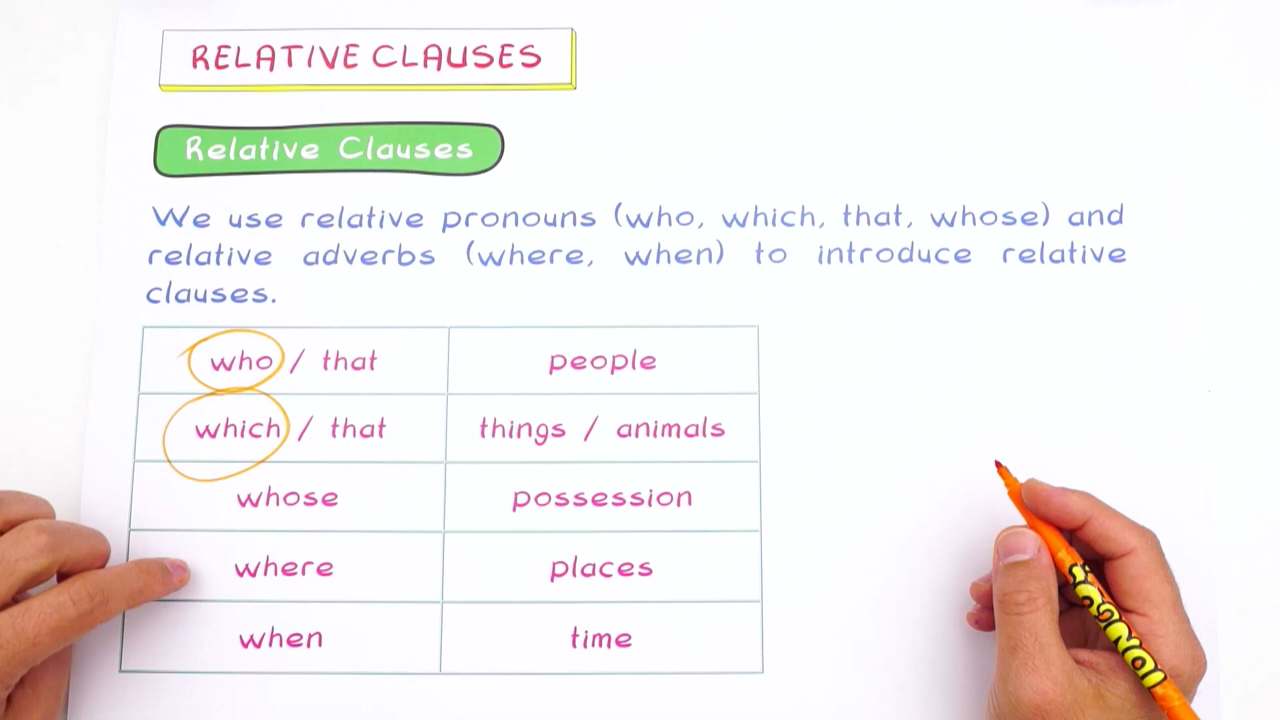 RELATIVE CLAUSES
Relative Clauses
We use relative pronouns (who, which, that, whose) and
relative adverbs (where, when) to introduce relative
clauses.
who / that people
which / that things / animals
whose possession
where places
when time